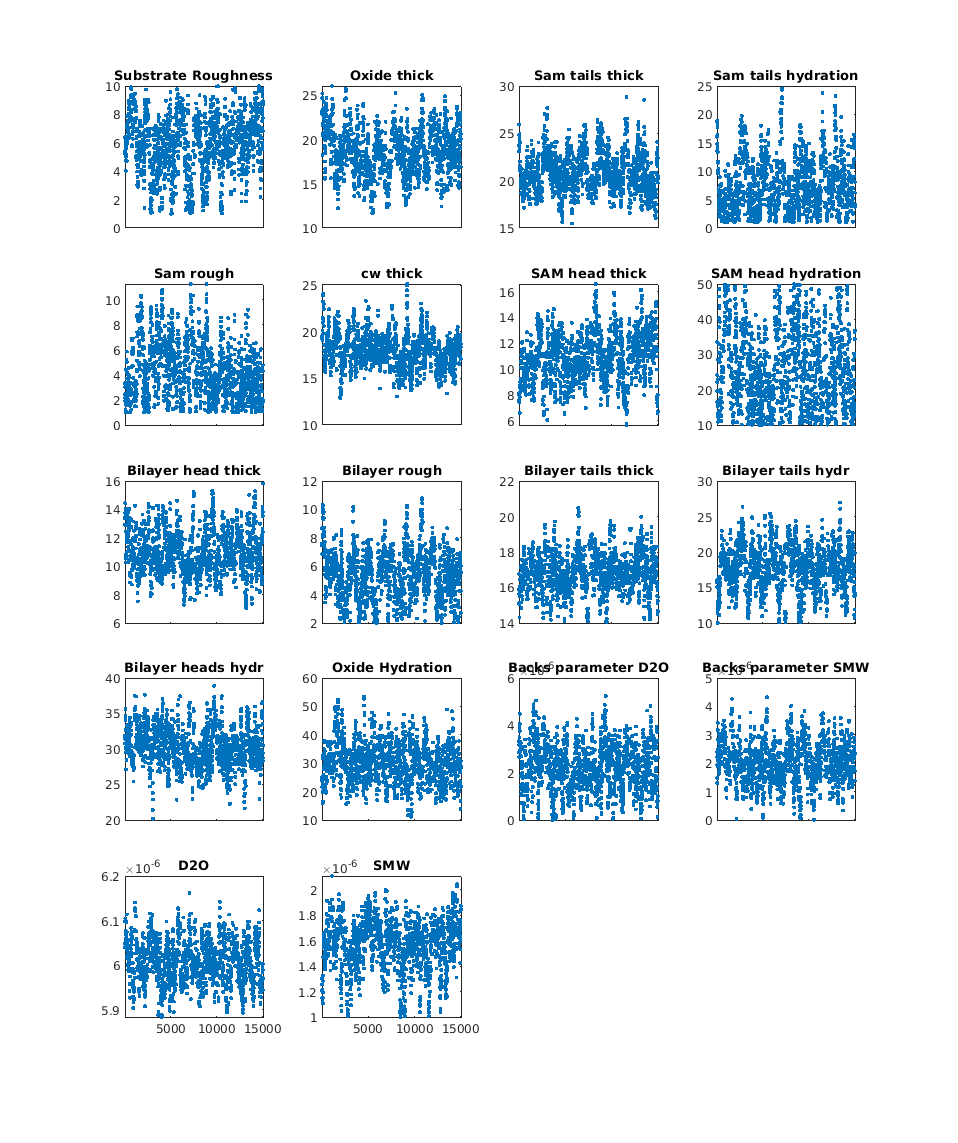 Substrate Roughness Oxide thick Sam tails thick Sam tails hydration
10 8 6 4 2 0
25 20 15 10
30 25 20 15
25 20 15 10 5 0
Sam rough cw thick SAM head thick SAM head hydration
10 8 6 4 2 0
25 20 15 10
16 14 12 10 8 6
50 40 30 20 10
Bilayer head thick Bilayer rough Bilayer tails thick Bilayer tails hydr
16 14 12 10 8 6
12 10 8 6 4 2
22 20 18 16 14
30 25 20 15 10
Bilayer heads hydr Oxide Hydration Backs parameter D2O Backs parameter SMW
40 35 30 25 20
60 50 40 30 20 10
×10-6
6 4 2 0
×10-6
5 4 3 2 1 0
D2O SMW
×10-6
6.2 6.1 6 5.9
×10-6
2 1.8 1.6 1.4 1.2 1
5000 10000 15000
5000 10000 15000